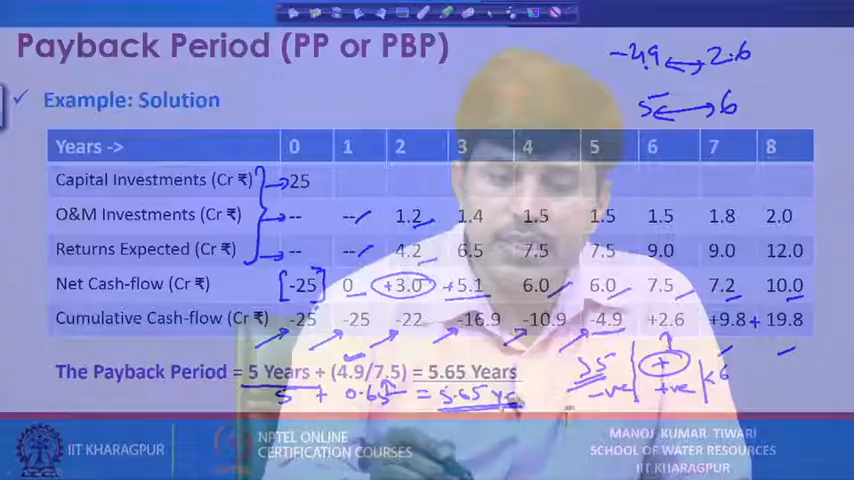 Payback Period (PP or PBP)
-4.9 ↔ 2.6
✓ Example: Solution
5 ↔ 6
Years -> 0 1 2 3 4 5 6 7 8
Capital Investments (Cr ₹) 25
O&M Investments (Cr ₹) -- -- 1.2 1.4 1.5 1.5 1.5 1.8 2.0
Returns Expected (Cr ₹) -- -- 4.2 6.5 7.5 7.5 9.0 9.0 12.0
Net Cash-flow (Cr ₹) [-25] 0 +3.0 +5.1 6.0 6.0 7.5 7.2 10.0
Cumulative Cash-flow (Cr ₹) -25 -25 -22 -16.9 -10.9 -4.9 +2.6 +9.8 +19.8
The Payback Period = 5 Years + (4.9/7.5) = 5.65 Years
5 + 0.65 = 5.65 yrs
-ve + +ve < 6
IIT KHARAGPUR
NPTEL ONLINE
CERTIFICATION COURSES
MANOJ KUMAR TIWARI
SCHOOL OF WATER RESOURCES
IIT KHARAGPUR